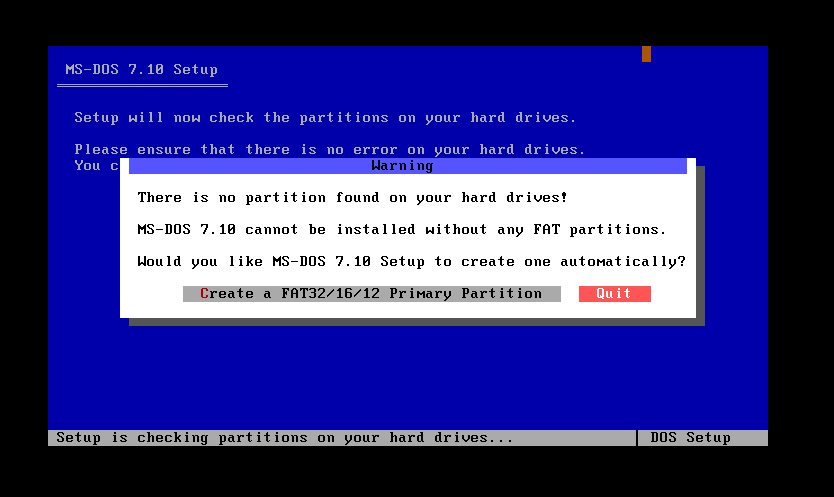 MS-DOS 7.10 Setup
Setup will now check the partitions on your hard drives.
Please ensure that there is no error on your hard drives.
You c
Warning
There is no partition found on your hard drives!
MS-DOS 7.10 cannot be installed without any FAT partitions.
Would you like MS-DOS 7.10 Setup to create one automatically?
Create a FAT32/16/12 Primary Partition Quit
Setup is checking partitions on your hard drives... DOS Setup